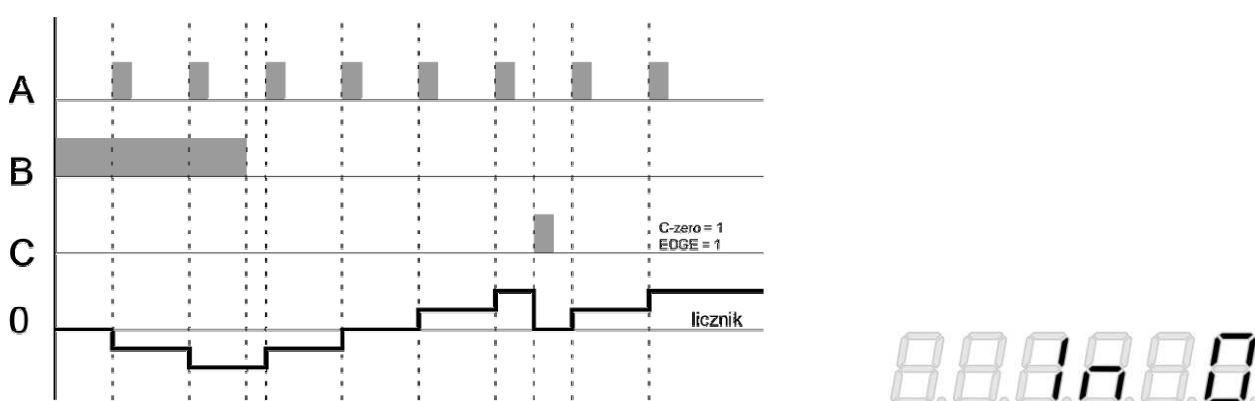 A
B
C
C-zero = 1
EDGE = 1
0
licznik
In 0